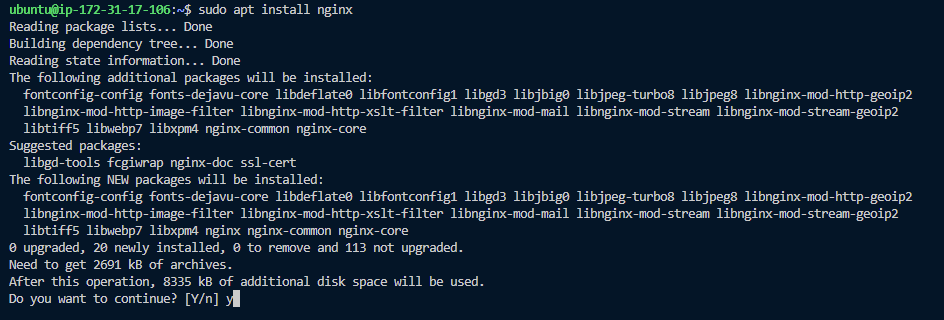 ubuntu@ip-172-31-17-106:~$ sudo apt install nginx
Reading package lists... Done
Building dependency tree... Done
Reading state information... Done
The following additional packages will be installed:
  fontconfig-config fonts-dejavu-core libdeflate0 libfontconfig1 libgd3 libjbig0 libjpeg-turbo8 libjpeg8 libnginx-mod-http-geoip2
  libnginx-mod-http-image-filter libnginx-mod-http-xslt-filter libnginx-mod-mail libnginx-mod-stream libnginx-mod-stream-geoip2
  libtiff5 libwebp7 libxpm4 nginx-common nginx-core
Suggested packages:
  libgd-tools fcgiwrap nginx-doc ssl-cert
The following NEW packages will be installed:
  fontconfig-config fonts-dejavu-core libdeflate0 libfontconfig1 libgd3 libjbig0 libjpeg-turbo8 libjpeg8 libnginx-mod-http-geoip2
  libnginx-mod-http-image-filter libnginx-mod-http-xslt-filter libnginx-mod-mail libnginx-mod-stream libnginx-mod-stream-geoip2
  libtiff5 libwebp7 libxpm4 nginx nginx-common nginx-core
0 upgraded, 20 newly installed, 0 to remove and 113 not upgraded.
Need to get 2691 kB of archives.
After this operation, 8335 kB of additional disk space will be used.
Do you want to continue? [Y/n] y